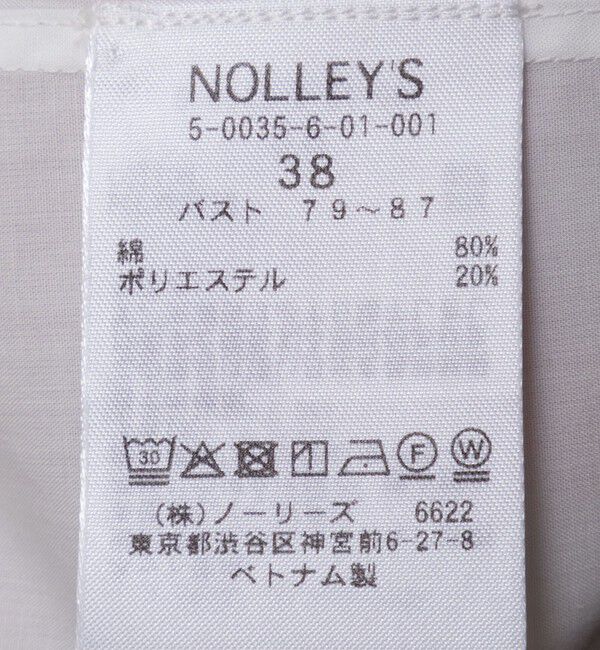 NOLLEY'S
5-0035-6-01-001
38
バスト 79～87
綿 80%
ポリエステル 20%
30 F W
(株)ノーリーズ 6622
東京都渋谷区神宮前6-27-8
ベトナム製